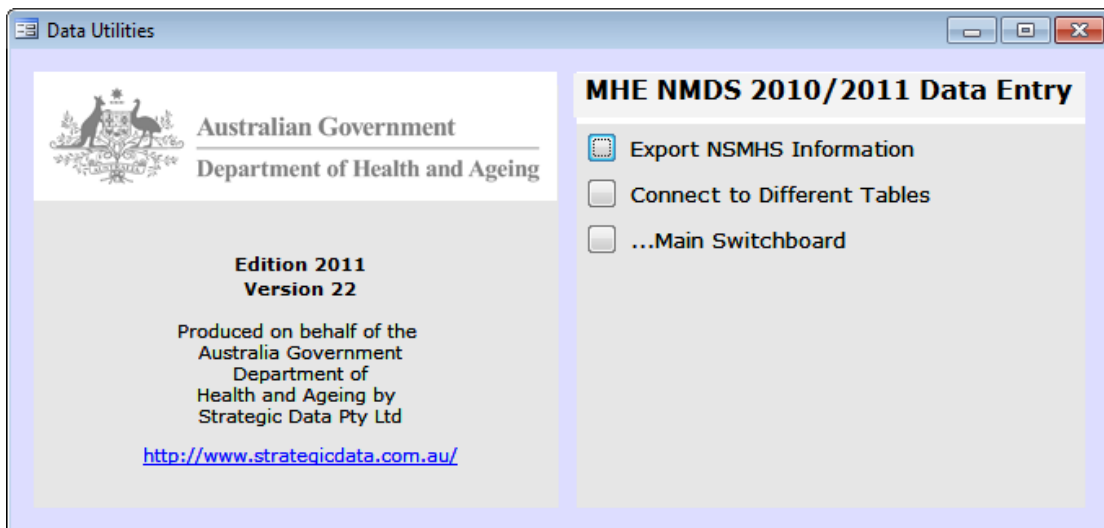 Data Utilities
Australian Government
Department of Health and Ageing
Edition 2011
Version 22
Produced on behalf of the
Australia Government
Department of
Health and Ageing by
Strategic Data Pty Ltd
http://www.strategicdata.com.au/
MHE NMDS 2010/2011 Data Entry
Export NSMHS Information
Connect to Different Tables
...Main Switchboard